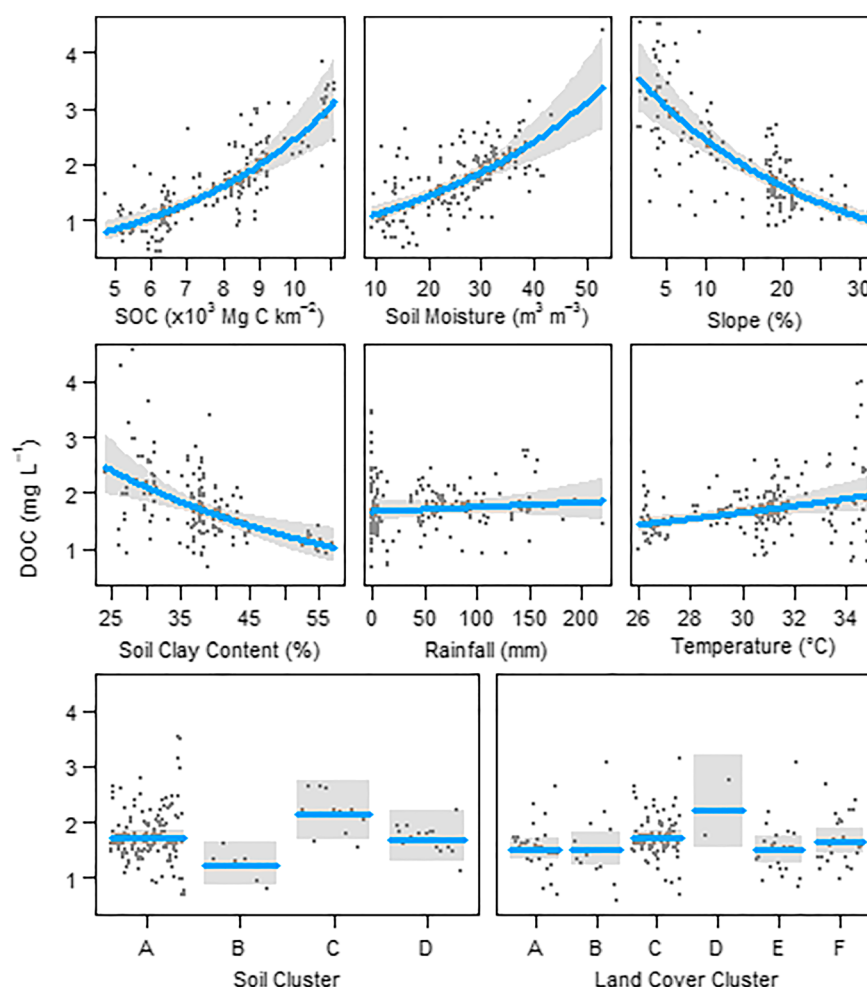 4
3
2
1
5 6 7 8 9 10
SOC (x10³ Mg C km⁻²)
10 20 30 40 50
Soil Moisture (m³ m⁻³)
5 10 20 30
Slope (%)
DOC (mg L⁻¹)
4
3
2
1
25 35 45 55
Soil Clay Content (%)
0 50 100 200
Rainfall (mm)
26 28 30 32 34
Temperature (°C)
4
3
2
1
A B C D
Soil Cluster
A B C D E F
Land Cover Cluster